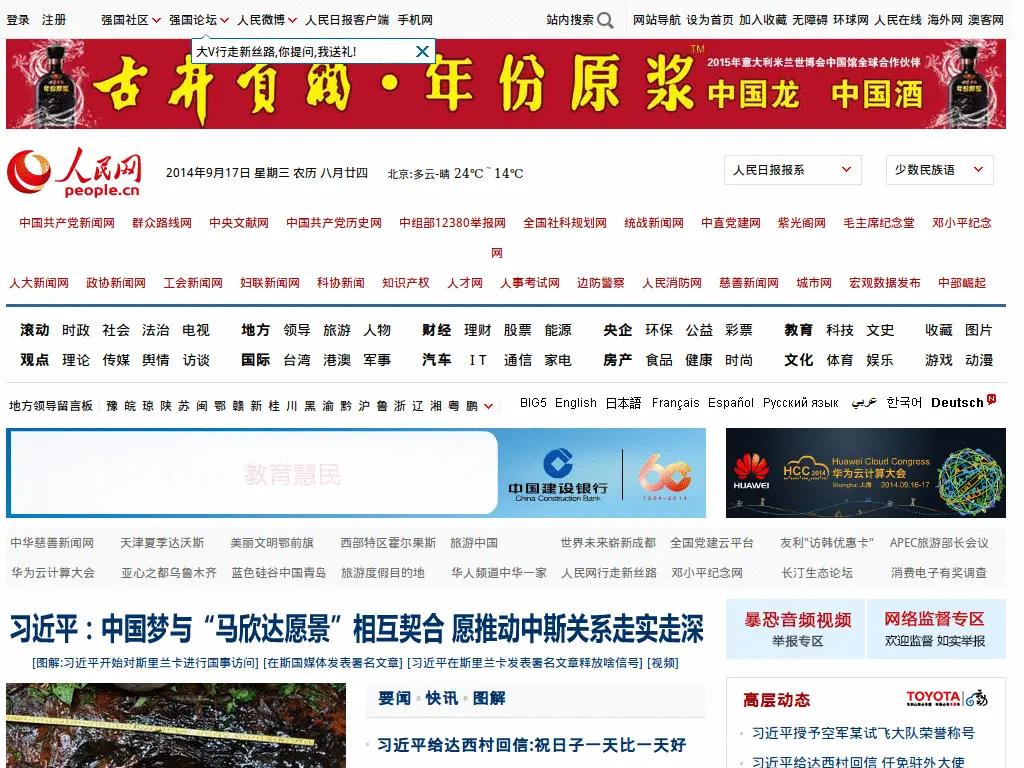 登录 注册 强国社区 强国论坛 人民微博 人民日报客户端 手机网 站内搜索 网站导航 设为首页 加入收藏 无障碍 环球网 人民在线 海外网 澳客网
大V行走新丝路,你提问,我送礼!
古井贡酒·年份原浆™ 2015年意大利米兰世博会中国馆全球合作伙伴
中国龙 中国酒
人民网
people.cn
2014年9月17日 星期三 农历 八月廿四 北京:多云-晴 24℃~14℃ 人民日报报系 少数民族语
中国共产党新闻网 群众路线网 中央文献网 中国共产党历史网 中组部12380举报网 全国社科规划网 统战新闻网 中直党建网 紫光阁网 毛主席纪念堂 邓小平纪念
网
人大新闻网 政协新闻网 工会新闻网 妇联新闻网 科协新闻 知识产权 人才网 人事考试网 边防警察 人民消防网 慈善新闻网 城市网 宏观数据发布 中部崛起
滚动 时政 社会 法治 电视 地方 领导 旅游 人物 财经 理财 股票 能源 央企 环保 公益 彩票 教育 科技 文史 收藏 图片
观点 理论 传媒 舆情 访谈 国际 台湾 港澳 军事 汽车 I T 通信 家电 房产 食品 健康 时尚 文化 体育 娱乐 游戏 动漫
地方领导留言板 豫 皖 琼 陕 苏 闽 鄂 赣 新 桂 川 黑 渝 黔 沪 鲁 浙 辽 湘 粤 鹏 BIG5 English 日本語 Français Español Русский язык عربي 한국어 Deutsch N
教育慧民
中国建设银行
China Construction Bank
1954-2014
HUAWEI HCC 2014 Huawei Cloud Congress
华为云计算大会
Shanghai 上海 2014.09.16-17
中华慈善新闻网 天津夏季达沃斯 美丽文明鄂前旗 西部特区霍尔果斯 旅游中国 世界未来崭新成都 全国党建云平台 友利"访韩优惠卡" APEC旅游部长会议
华为云计算大会 亚心之都乌鲁木齐 蓝色硅谷中国青岛 旅游度假目的地 华人频道中华一家 人民网行走新丝路 邓小平纪念网 长汀生态论坛 消费电子有奖调查
习近平：中国梦与“马欣达愿景”相互契合 愿推动中斯关系走实走深
[图解:习近平开始对斯里兰卡进行国事访问] [在斯国媒体发表署名文章] [习近平在斯里兰卡发表署名文章释放啥信号] [视频]
暴恐音频视频
举报专区
网络监督专区
欢迎监督 如实举报
要闻 快讯 图解
习近平给达西村回信:祝日子一天比一天好
高层动态 TOYOTA
习近平授予空军某试飞大队荣誉称号
习近平给达西村回信 任免驻外大使